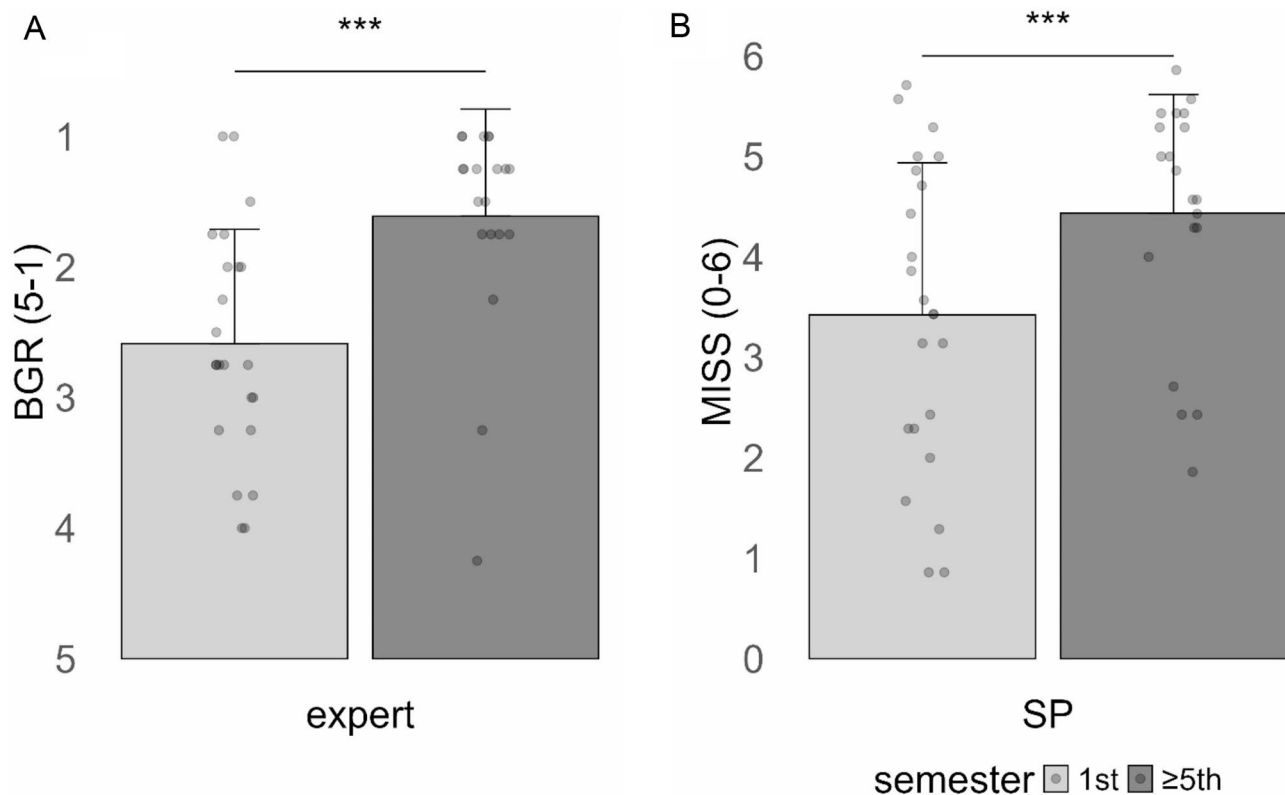 A
***
BGR (5-1)
1
2
3
4
5
expert
B
***
MISS (0-6)
6
5
4
3
2
1
0
SP
semester 1st ≥5th